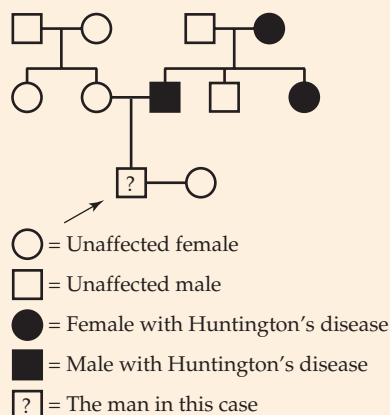 ?
= Unaffected female
= Unaffected male
= Female with Huntington’s disease
= Male with Huntington’s disease
? = The man in this case